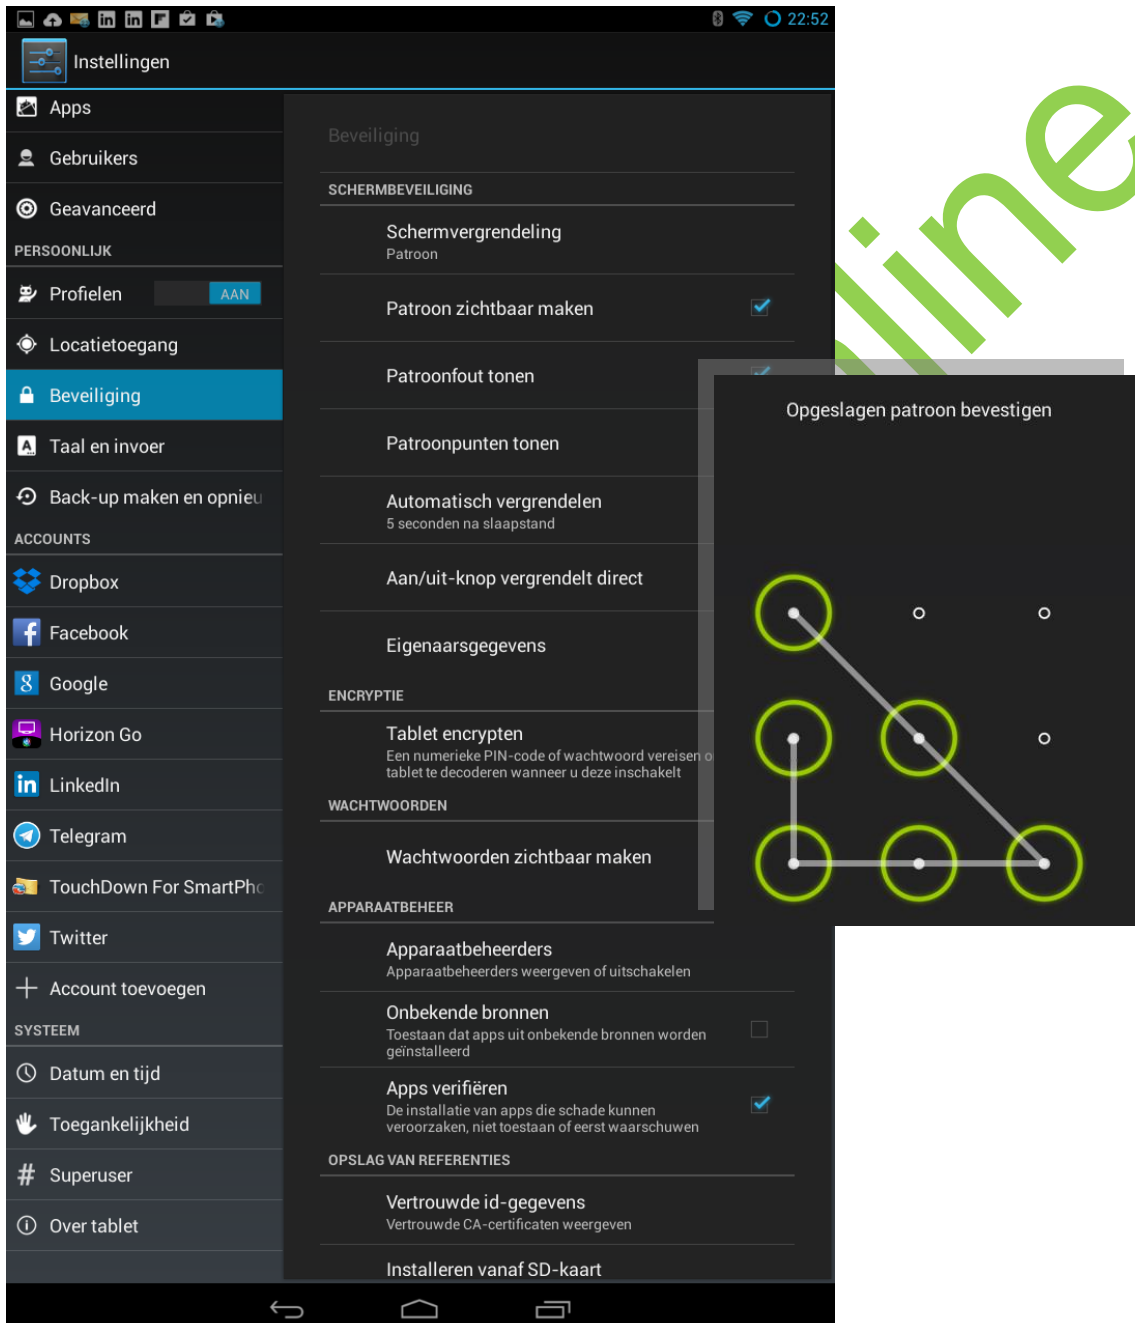 22:52
Instellingen
Apps
Gebruikers
Geavanceerd
PERSOONLIJK
Profielen AAN
Locatietoegang
Beveiliging
Taal en invoer
Back-up maken en opnieu
ACCOUNTS
Dropbox
Facebook
Google
Horizon Go
LinkedIn
Telegram
TouchDown For SmartPho
Twitter
Account toevoegen
SYSTEEM
Datum en tijd
Toegankelijkheid
Superuser
Over tablet
Beveiliging
SCHERMBEVEILIGING
Schermvergrendeling
Patroon
Patroon zichtbaar maken
Patroonfout tonen
Patroonpunten tonen
Automatisch vergrendelen
5 seconden na slaapstand
Aan/uit-knop vergrendelt direct
Eigenaarsgegevens
ENCRYPTIE
Tablet encrypten
Een numerieke PIN-code of wachtwoord vereisen o
tablet te decoderen wanneer u deze inschakelt
WACHTWOORDEN
Wachtwoorden zichtbaar maken
APPARAATBEHEER
Apparaatbeheerders
Apparaatbeheerders weergeven of uitschakelen
Onbekende bronnen
Toestaan dat apps uit onbekende bronnen worden
geïnstalleerd
Apps verifiëren
De installatie van apps die schade kunnen
veroorzaken, niet toestaan of eerst waarschuwen
OPSLAG VAN REFERENTIES
Vertrouwde id-gegevens
Vertrouwde CA-certificaten weergeven
Installeren vanaf SD-kaart
Opgeslagen patroon bevestigen
line